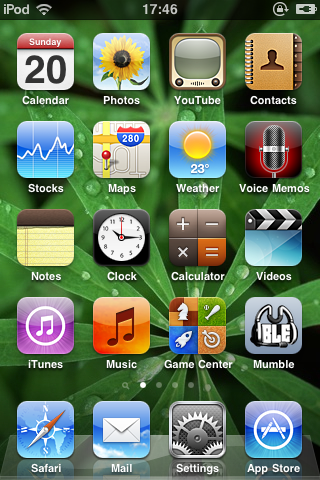 iPod 17:46
Sunday
20
Calendar Photos YouTube Contacts
280
23°
Stocks Maps Weather Voice Memos
Notes Clock Calculator Videos
BLE
iTunes Music Game Center Mumble
Safari Mail Settings App Store